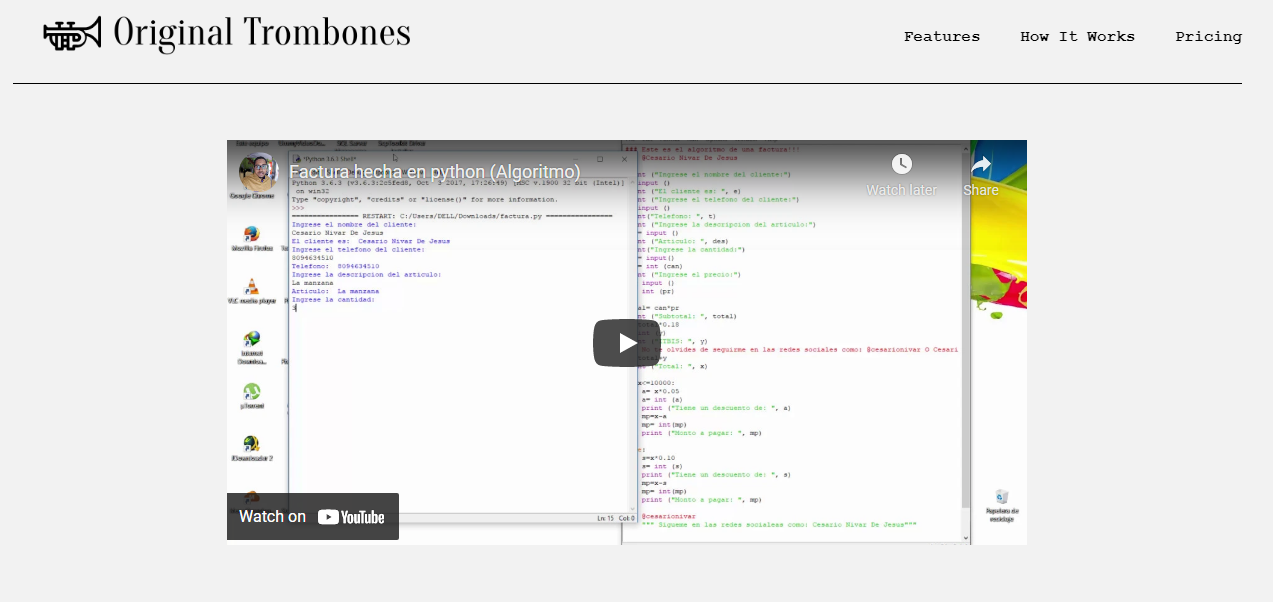 Original Trombones
Features
How It Works
Pricing
Factura hecha en python (Algoritmo)
Watch later
Share
*Python 3.6.3 Shell*
Python 3.6.3 (v3.6.3:2c5fed8, Oct 3 2017, 17:26:49) [MSC v.1900 32 bit (Intel)]
on win32
Type "copyright", "credits" or "license()" for more information.
>>>
================ RESTART: C:/Users/DELL/Downloads/factura.py ================
Ingrese el nombre del cliente:
Cesario Nivar De Jesus
El cliente es:  Cesario Nivar De Jesus
Ingrese el telefono del cliente:
8094634510
Telefono:  8094634510
Ingrese la descripcion del articulo:
La manzana
Articulo:  La manzana
Ingrese la cantidad:
3
Ln: 15 Col: 0
Google Chrome
Mozilla Firefox
VLC media player
Internet
Downloa...
µTorrent
*** Este es el algoritmo de una factura!!!
@Cesario Nivar De Jesus
nt ("Ingrese el nombre del cliente:")
input ()
nt ("El cliente es: ", e)
nt ("Ingrese el telefono del cliente:")
input ()
nt("Telefono: ", t)
nt ("Ingrese la descripcion del articulo:")
= input ()
nt ("Articulo: ", des)
nt("Ingrese la cantidad:")
= input()
= int (can)
nt ("Ingrese el precio:")
input ()
int (pr)
al= can*pr
nt ("Subtotal: ", total)
total*0.18
int (y)
ITBIS: ", y)
No te olvides de seguirme en las redes sociales como: @cesarionivar O Cesari
total+y
("Total: ", x)
x<=10000:
a= x*0.05
a= int (a)
print ("Tiene un descuento de: ", a)
mp=x-a
mp= int(mp)
print ("Monto a pagar: ", mp)
e:
s=x*0.10
s= int (s)
print ("Tiene un descuento de: ", s)
mp=x-s
mp= int(mp)
print ("Monto a pagar: ", mp)
@cesarionivar
""" Sigueme en las redes socialeas como: Cesario Nivar De Jesus"""
Papelera de
reciclaje
Watch on YouTube